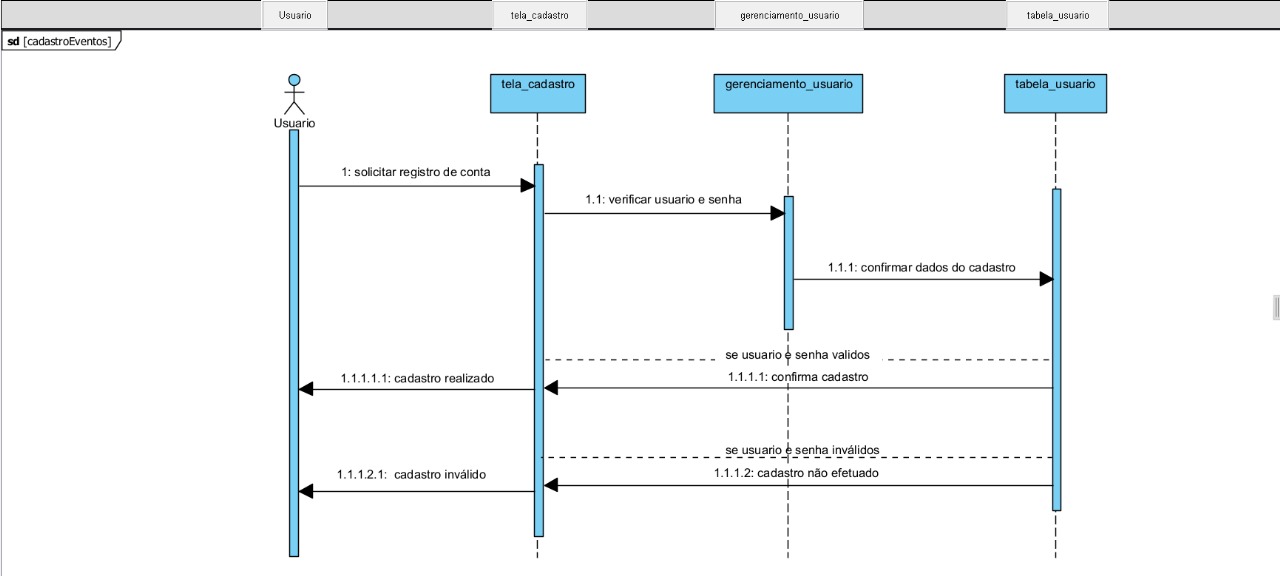 Usuario
tela_cadastro
gerenciamento_usuario
tabela_usuario
sd [cadastroEventos]
tela_cadastro
gerenciamento_usuario
tabela_usuario
Usuario
1: solicitar registro de conta
1.1: verificar usuario e senha
1.1.1: confirmar dados do cadastro
se usuario e senha validos
1.1.1.1.1: cadastro realizado
1.1.1.1: confirma cadastro
se usuario e senha inválidos
1.1.1.2.1: cadastro inválido
1.1.1.2: cadastro não efetuado